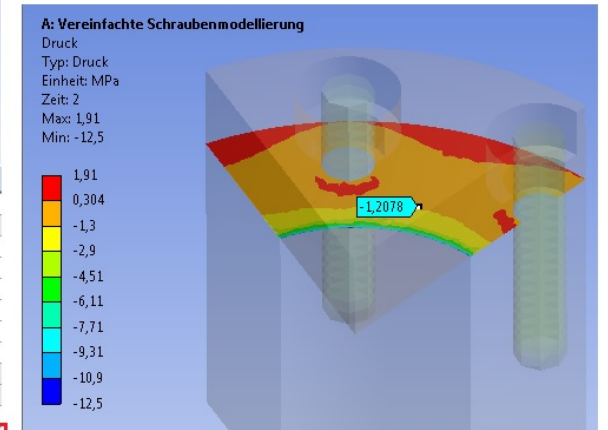 A: Vereinfachte Schraubenmodellierung
Druck
Typ: Druck
Einheit: MPa
Zeit: 2
Max: 1,91
Min: -12,5
1,91
0,304
-1,3
-2,9
-4,51
-6,11
-7,71
-9,31
-10,9
-12,5
-1,2078